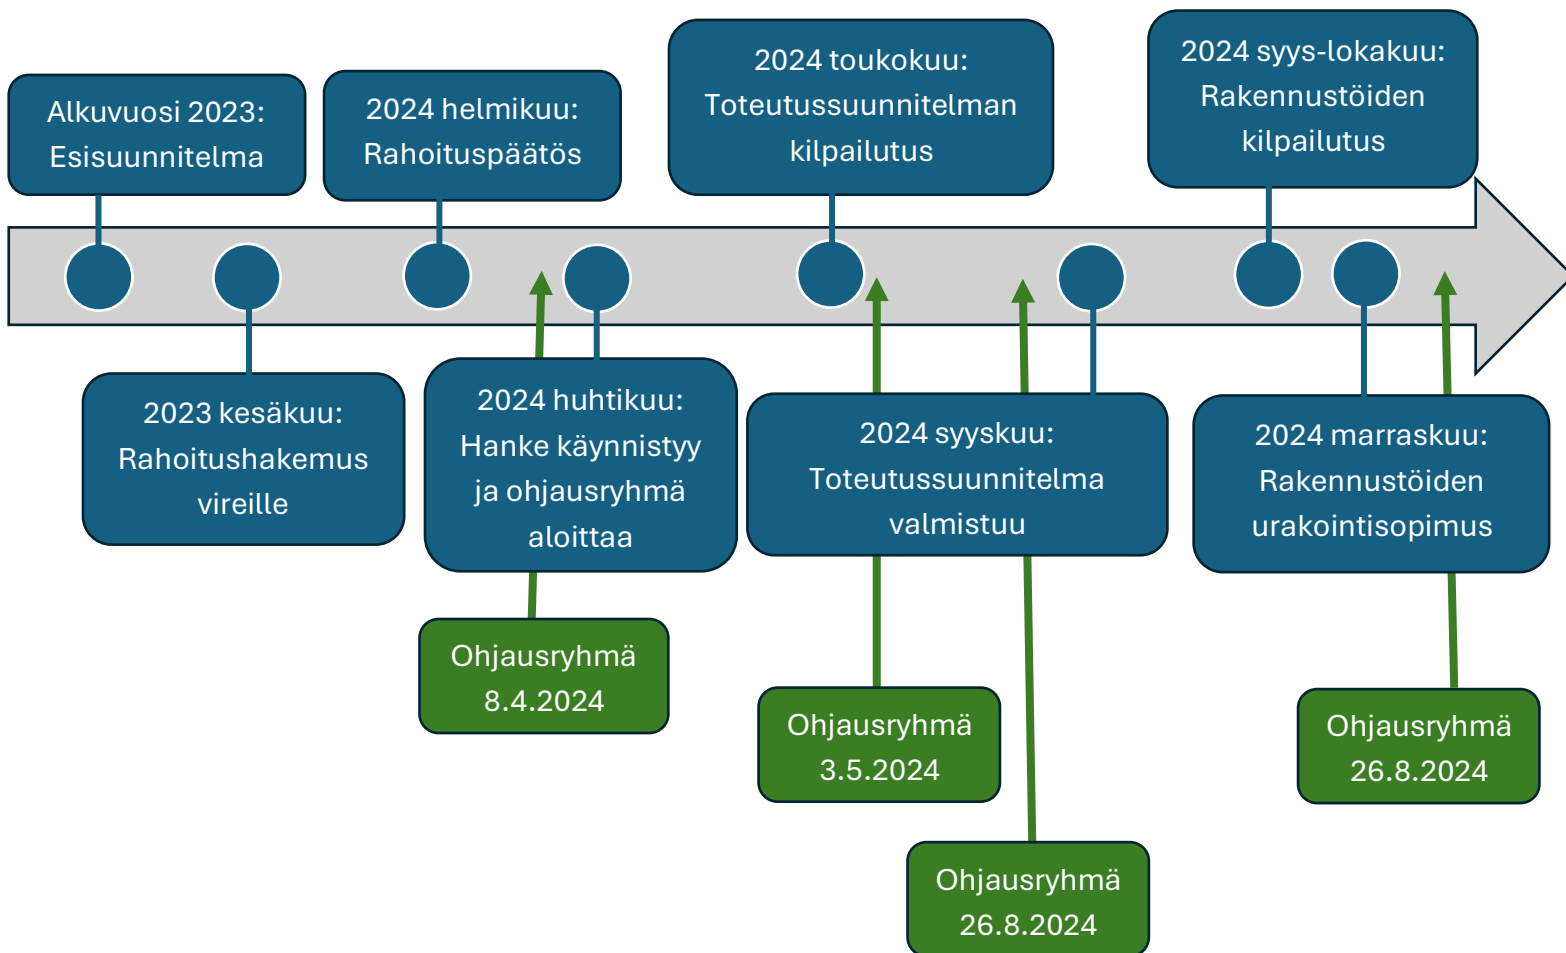 Alkuvuosi 2023:
Esisuunnitelma
2024 helmikuu:
Rahoituspäätös
2024 toukokuu:
Toteutussuunnitelman
kilpailutus
2024 syys-lokakuu:
Rakennustöiden
kilpailutus
2023 kesäkuu:
Rahoitushakemus
vireille
2024 huhtikuu:
Hanke käynnistyy
ja ohjausryhmä
aloittaa
2024 syyskuu:
Toteutussuunnitelma
valmistuu
2024 marraskuu:
Rakennustöiden
urakointisopimus
Ohjausryhmä
8.4.2024
Ohjausryhmä
3.5.2024
Ohjausryhmä
26.8.2024
Ohjausryhmä
26.8.2024